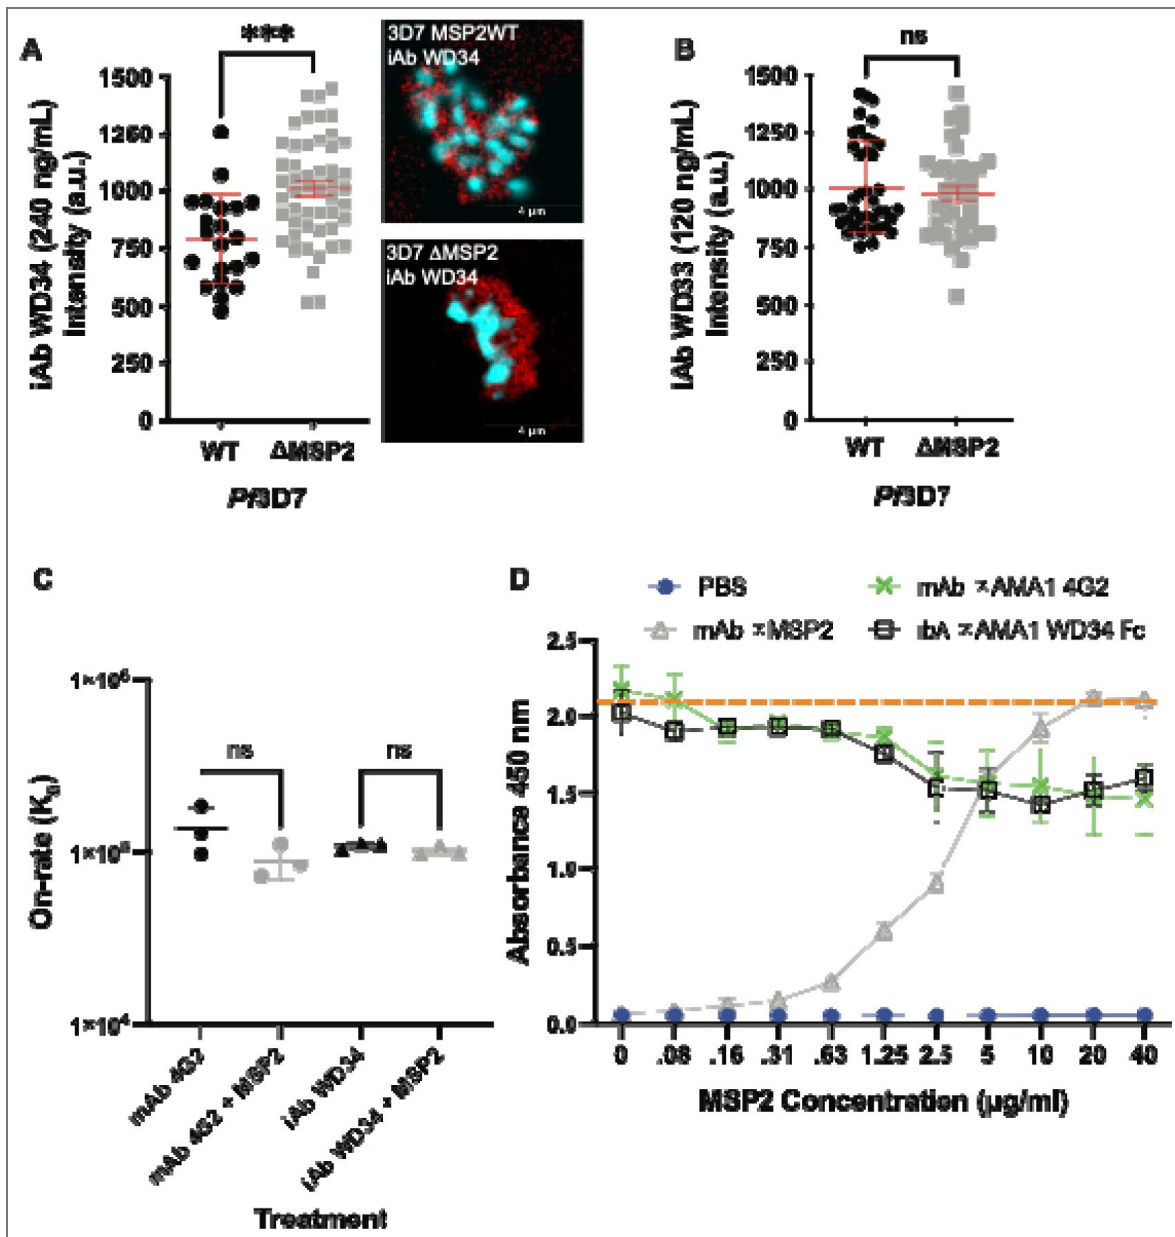 A
***
iAb WD34 (240 ng/mL)
Intensity (a.u.)
1500
1250
1000
750
500
250
0
WT
ΔMSP2
Pf3D7
3D7 MSP2WT
iAb WD34
4 μm
3D7 ΔMSP2
iAb WD34
4 μm
B
ns
iAb WD33 (120 ng/mL)
Intensity (a.u.)
1500
1250
1000
750
500
250
0
WT
ΔMSP2
Pf3D7
C
On-rate (K
1×10⁶
1×10⁵
1×10⁴
ns
ns
mAb 4G2
mAb 4G2 + MSP2
iAb WD34
iAb WD34 + MSP2
Treatment
D
PBS
mAb AMA1 4G2
mAb MSP2
AMA1 WD34 Fc
Absorbance 450 nm
2.5
2.0
1.5
1.0
0.5
0.0
0 .08 .16 .31 .63 1.25 2.5 5 10 20 40
MSP2 Concentration (μg/ml)